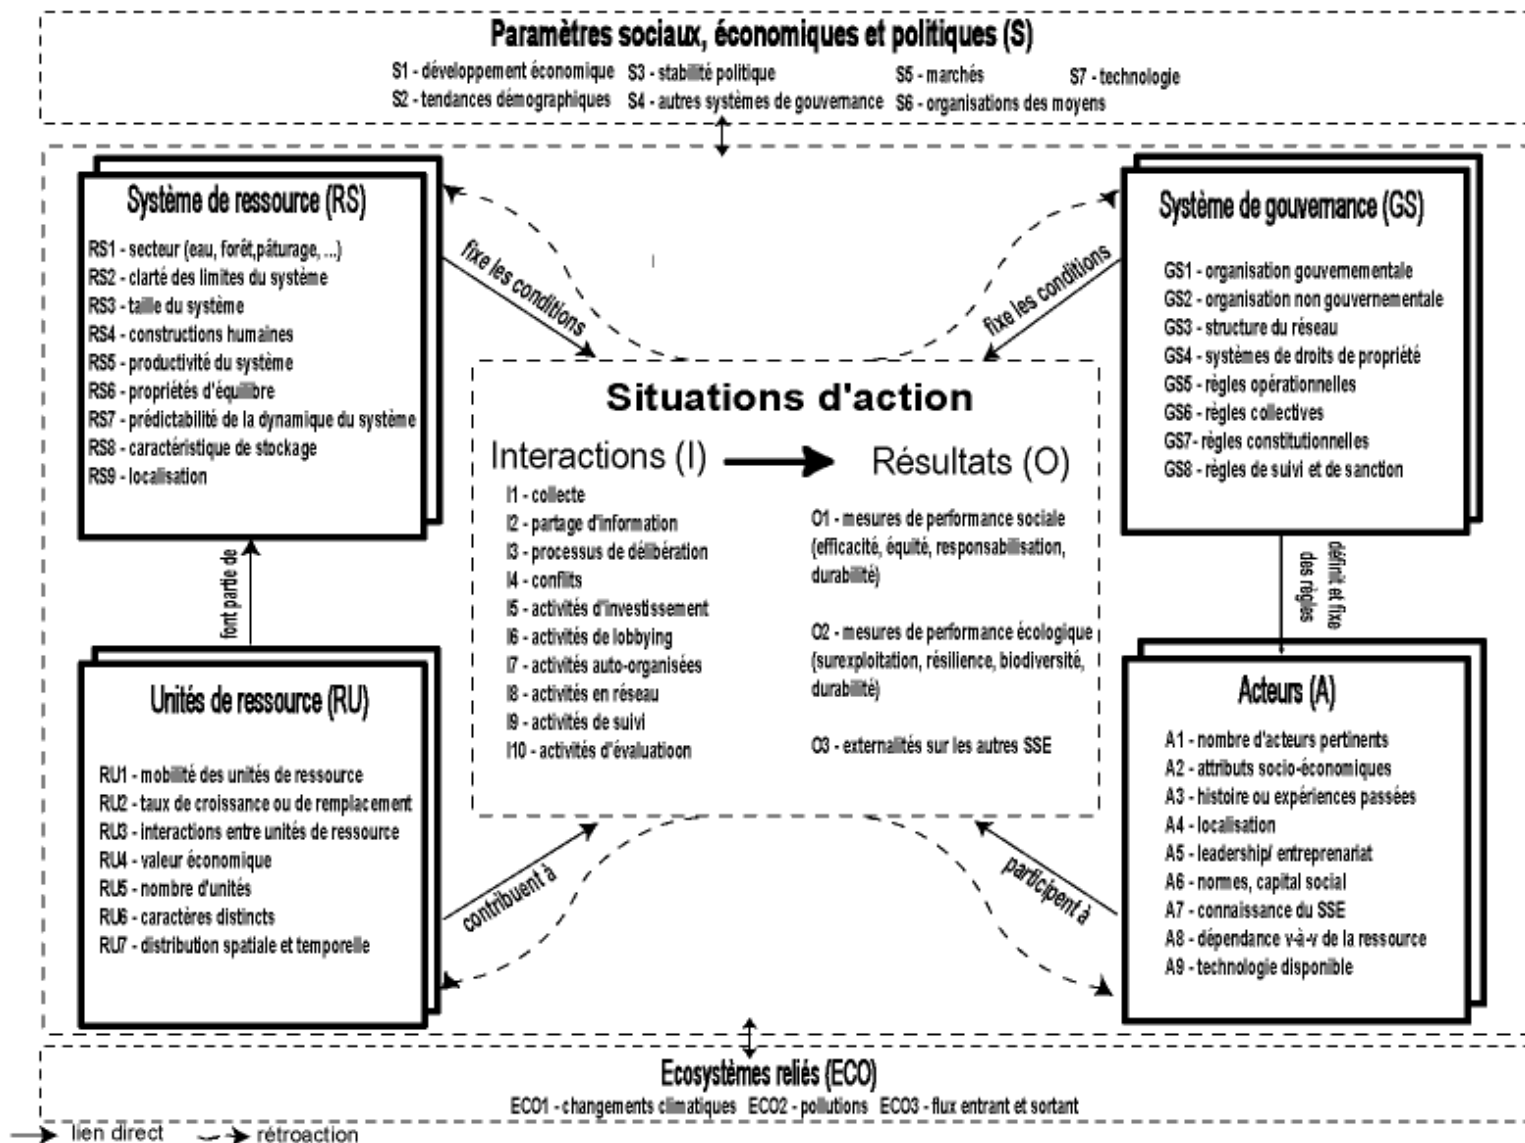 Paramètres sociaux, économiques et politiques (S)
S1 - développement économique
S2 - tendances démographiques
S3 - stabilité politique
S4 - autres systèmes de gouvernance
S5 - marchés
S6 - organisations des moyens
S7 - technologie
Système de ressource (RS)
RS1 - secteur (eau, forêt,pâturage, ...)
RS2 - clarté des limites du système
RS3 - taille du système
RS4 - constructions humaines
RS5 - productivité du système
RS6 - propriétés d'équilibre
RS7 - prédictabilité de la dynamique du système
RS8 - caractéristique de stockage
RS9 - localisation
fixe les conditions
fixe les conditions
Système de gouvernance (GS)
GS1 - organisation gouvernementale
GS2 - organisation non gouvernementale
GS3 - structure du réseau
GS4 - systèmes de droits de propriété
GS5 - règles opérationnelles
GS6 - règles collectives
GS7- règles constitutionnelles
GS8 - règles de suivi et de sanction
Situations d'action
Interactions (I)
I1 - collecte
I2 - partage d'information
I3 - processus de délibération
I4 - conflits
I5 - activités d'investissement
I6 - activités de lobbying
I7 - activités auto-organisées
I8 - activités en réseau
I9 - activités de suivi
I10 - activités d'évaluatioon
Résultats (O)
O1 - mesures de performance sociale
(efficacité, équité, responsabilisation,
durabilité)
O2 - mesures de performance écologique
(surexploitation, résilience, biodiversité,
durabilité)
O3 - externalités sur les autres SSE
font partie de
définit et fixe
des règles
Unités de ressource (RU)
RU1 - mobilité des unités de ressource
RU2 - taux de croissance ou de remplacement
RU3 - interactions entre unités de ressource
RU4 - valeur économique
RU5 - nombre d'unités
RU6 - caractères distincts
RU7 - distribution spatiale et temporelle
contribuent à
participent à
Acteurs (A)
A1 - nombre d'acteurs pertinents
A2 - attributs socio-économiques
A3 - histoire ou expériences passées
A4 - localisation
A5 - leadership/ entreprenariat
A6 - normes, capital social
A7 - connaissance du SSE
A8 - dépendance v-à-v de la ressource
A9 - technologie disponible
Ecosystèmes reliés (ECO)
ECO1 - changements climatiques ECO2 - pollutions ECO3 - flux entrant et sortant
lien direct
rétroaction